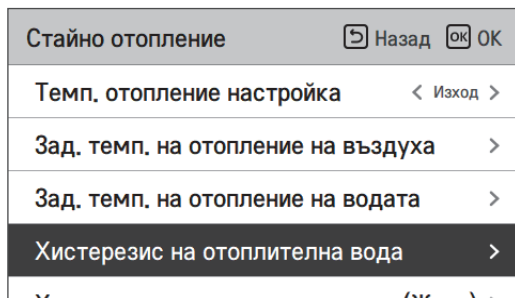 Стайно отопление Назад OK OK
Темп. отопление настройка < Изход >
Зад. темп. на отопление на въздуха >
Зад. темп. на отопление на водата >
Хистерезис на отоплителна вода >